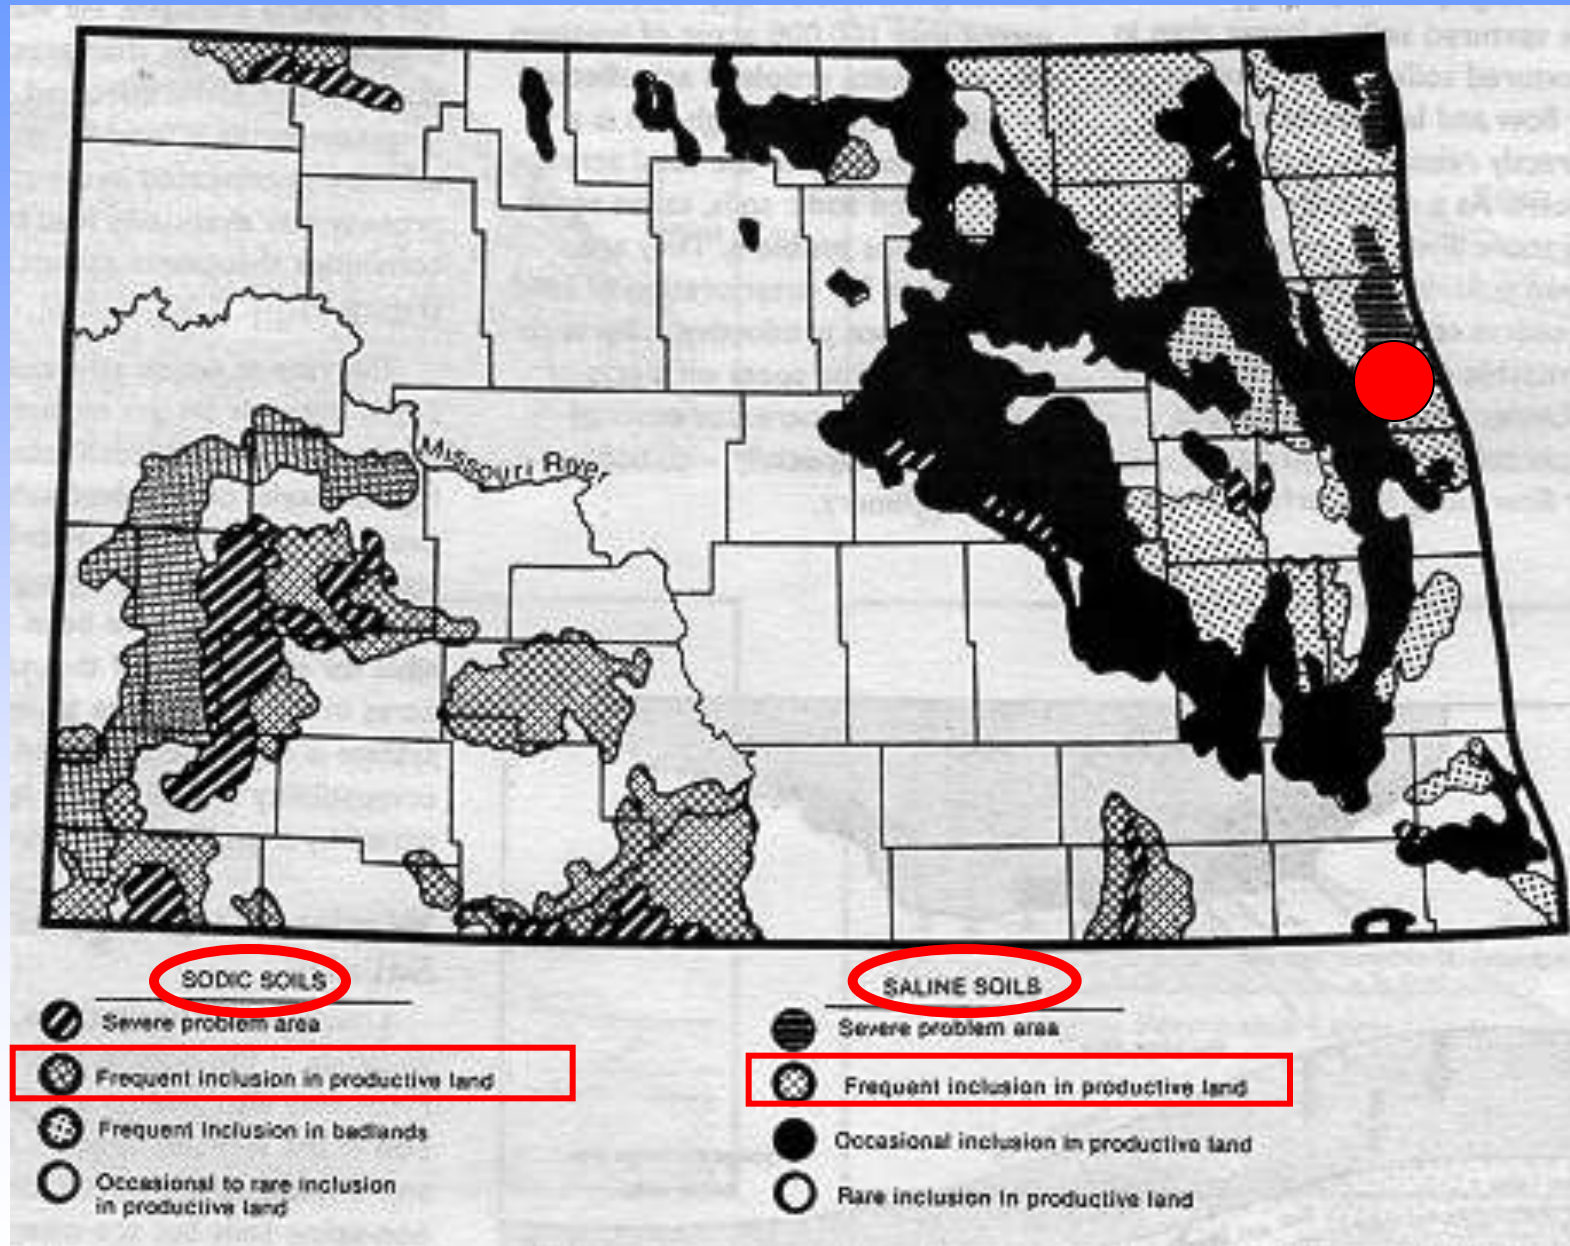 Missouri River
SODIC SOILS
Severe problem area
Frequent inclusion in productive land
Frequent inclusion in badlands
Occasional to rare inclusion
in productive land
SALINE SOILS
Severe problem area
Frequent inclusion in productive land
Occasional inclusion in productive land
Rare inclusion in productive land